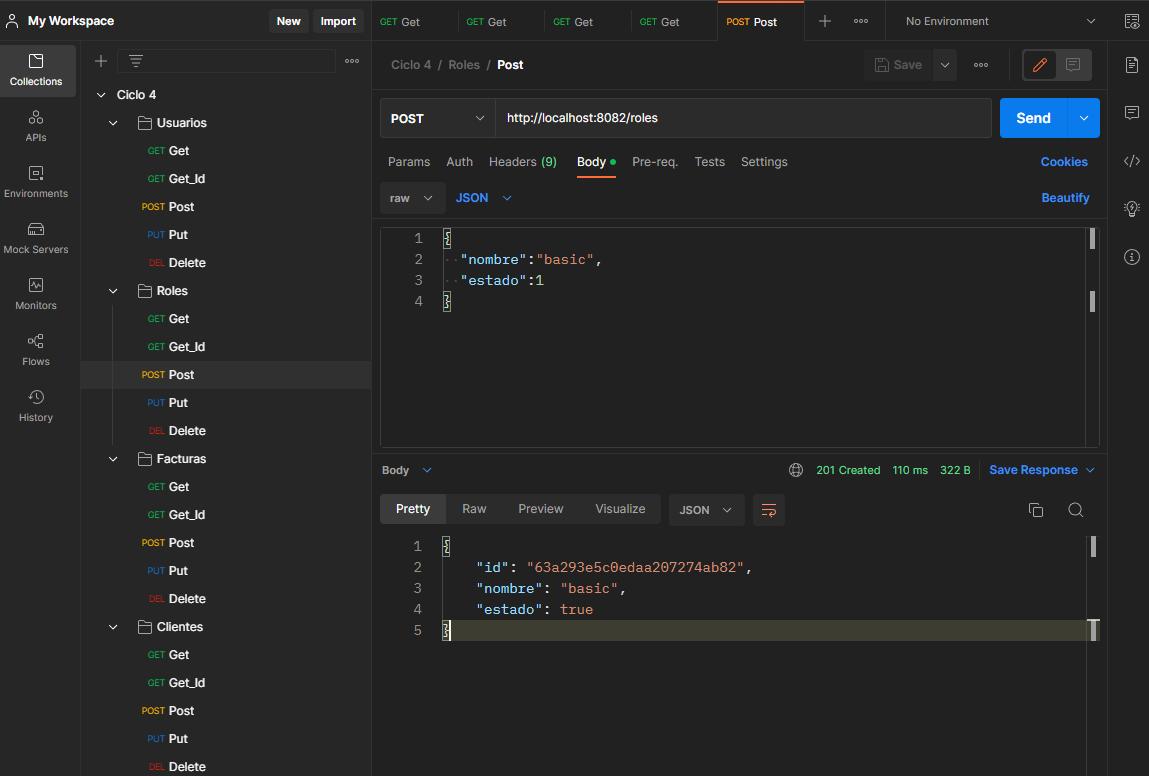 My Workspace New Import
GET Get GET Get GET Get GET Get POST Post No Environment
Collections
APIs
Environments
Mock Servers
Monitors
Flows
History
Ciclo 4
Usuarios
GET Get
GET Get_Id
POST Post
PUT Put
DEL Delete
Roles
GET Get
GET Get_Id
POST Post
PUT Put
DEL Delete
Facturas
GET Get
GET Get_Id
POST Post
PUT Put
DEL Delete
Clientes
GET Get
GET Get_Id
POST Post
PUT Put
DEL Delete
Ciclo 4 / Roles / Post Save
POST http://localhost:8082/roles Send
Params Auth Headers (9) Body Pre-req. Tests Settings Cookies
raw JSON Beautify
1 {
2 "nombre":"basic",
3 "estado":1
4 }
Body 201 Created 110 ms 322 B Save Response
Pretty Raw Preview Visualize JSON
1 {
2 "id": "63a293e5c0edaa207274ab82",
3 "nombre": "basic",
4 "estado": true
5 }